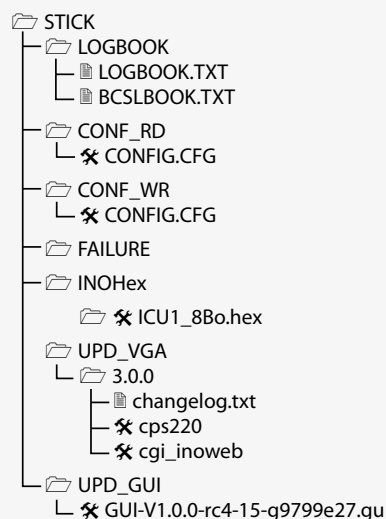 STICK
LOGBOOK
LOGBOOK.TXT
BCSLBOOK.TXT
CONF_RD
CONFIG.CFG
CONF_WR
CONFIG.CFG
FAILURE
INOHex
ICU1_8Bo.hex
UPD_VGA
3.0.0
changelog.txt
cps220
cgi_inoweb
UPD_GUI
GUI-V1.0.0-rc4-15-g9799e27.gu